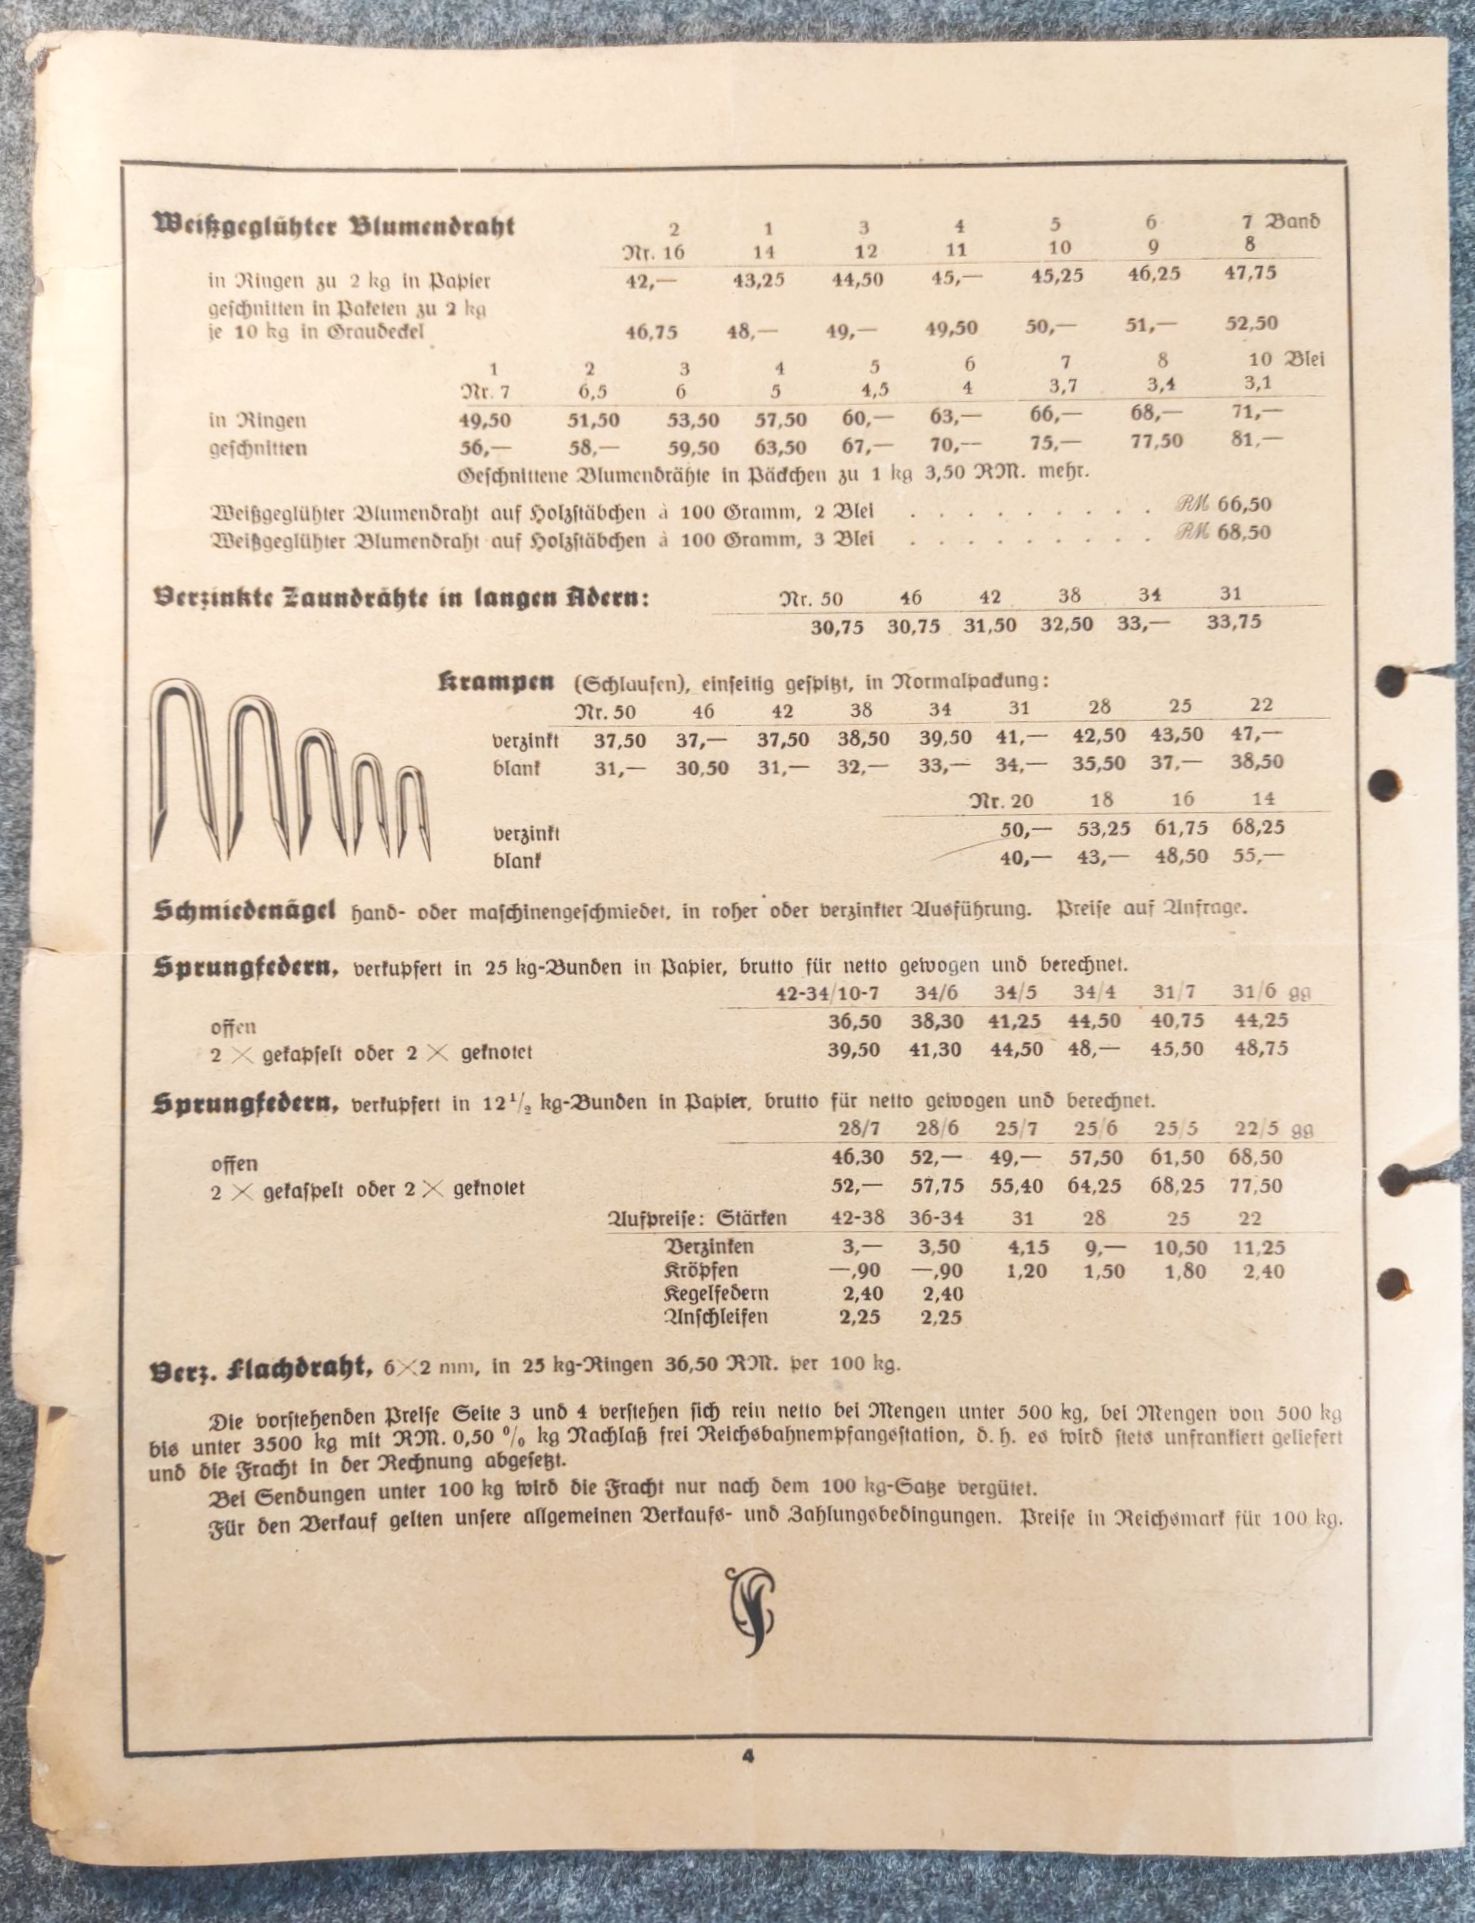 Weißgeglühter Blumendraht 2 1 3 4 5 6 7 Band
Nr. 16 14 12 11 10 9 8
in Ringen zu 2 kg in Papier 42,— 43,25 44,50 45,— 45,25 46,25 47,75
geschnitten in Paketen zu 2 kg
je 10 kg in Graudeckel 46,75 48,— 49,— 49,50 50,— 51,— 52,50
1 2 3 4 5 6 7 8 10 Blei
Nr. 7 6,5 6 5 4,5 4 3,7 3,4 3,1
in Ringen 49,50 51,50 53,50 57,50 60,— 63,— 66,— 68,— 71,—
geschnitten 56,— 58,— 59,50 63,50 67,— 70,-- 75,— 77,50 81,—
Geschnittene Blumendrähte in Päckchen zu 1 kg 3,50 RM. mehr.
Weißgeglühter Blumendraht auf Holzstäbchen à 100 Gramm, 2 Blei . . . . . . . . . RM 66,50
Weißgeglühter Blumendraht auf Holzstäbchen à 100 Gramm, 3 Blei . . . . . . . . . RM 68,50
Verzinkte Zaundrähte in langen Adern: Nr. 50 46 42 38 34 31
30,75 30,75 31,50 32,50 33,— 33,75
Krampen (Schlaufen), einseitig gespitzt, in Normalpackung:
Nr. 50 46 42 38 34 31 28 25 22
verzinkt 37,50 37,— 37,50 38,50 39,50 41,— 42,50 43,50 47,—
blank 31,— 30,50 31,— 32,— 33,— 34,— 35,50 37,— 38,50
Nr. 20 18 16 14
verzinkt 50,— 53,25 61,75 68,25
blank 40,— 43,— 48,50 55,—
Schmiedenägel hand- oder maschinengeschmiedet, in roher oder verzinkter Ausführung. Preise auf Anfrage.
Sprungfedern, verkupfert in 25 kg-Bunden in Papier, brutto für netto gewogen und berechnet.
42-34/10-7 34/6 34/5 34/4 31/7 31/6 gg
offen 36,50 38,30 41,25 44,50 40,75 44,25
2 × gekapselt oder 2 × geknotet 39,50 41,30 44,50 48,— 45,50 48,75
Sprungfedern, verkupfert in 12 1/2 kg-Bunden in Papier, brutto für netto gewogen und berechnet.
28/7 28/6 25/7 25/6 25/5 22/5 gg
offen 46,30 52,— 49,— 57,50 61,50 68,50
2 × gekaspelt oder 2 × geknotet 52,— 57,75 55,40 64,25 68,25 77,50
Aufpreise: Stärken 42-38 36-34 31 28 25 22
Verzinken 3,— 3,50 4,15 9,— 10,50 11,25
Kröpfen —,90 —,90 1,20 1,50 1,80 2,40
Kegelfedern 2,40 2,40
Anschleifen 2,25 2,25
Verz. Flachdraht, 6×2 mm, in 25 kg-Ringen 36,50 RM. per 100 kg.
Die vorstehenden Preise Seite 3 und 4 verstehen sich rein netto bei Mengen unter 500 kg, bei Mengen von 500 kg
bis unter 3500 kg mit RM. 0,50 % kg Nachlaß frei Reichsbahnempfangsstation, d. h. es wird stets unfrankiert geliefert
und die Fracht in der Rechnung abgesetzt.
Bei Sendungen unter 100 kg wird die Fracht nur nach dem 100 kg-Satze vergütet.
Für den Verkauf gelten unsere allgemeinen Verkaufs- und Zahlungsbedingungen. Preise in Reichsmark für 100 kg.
4